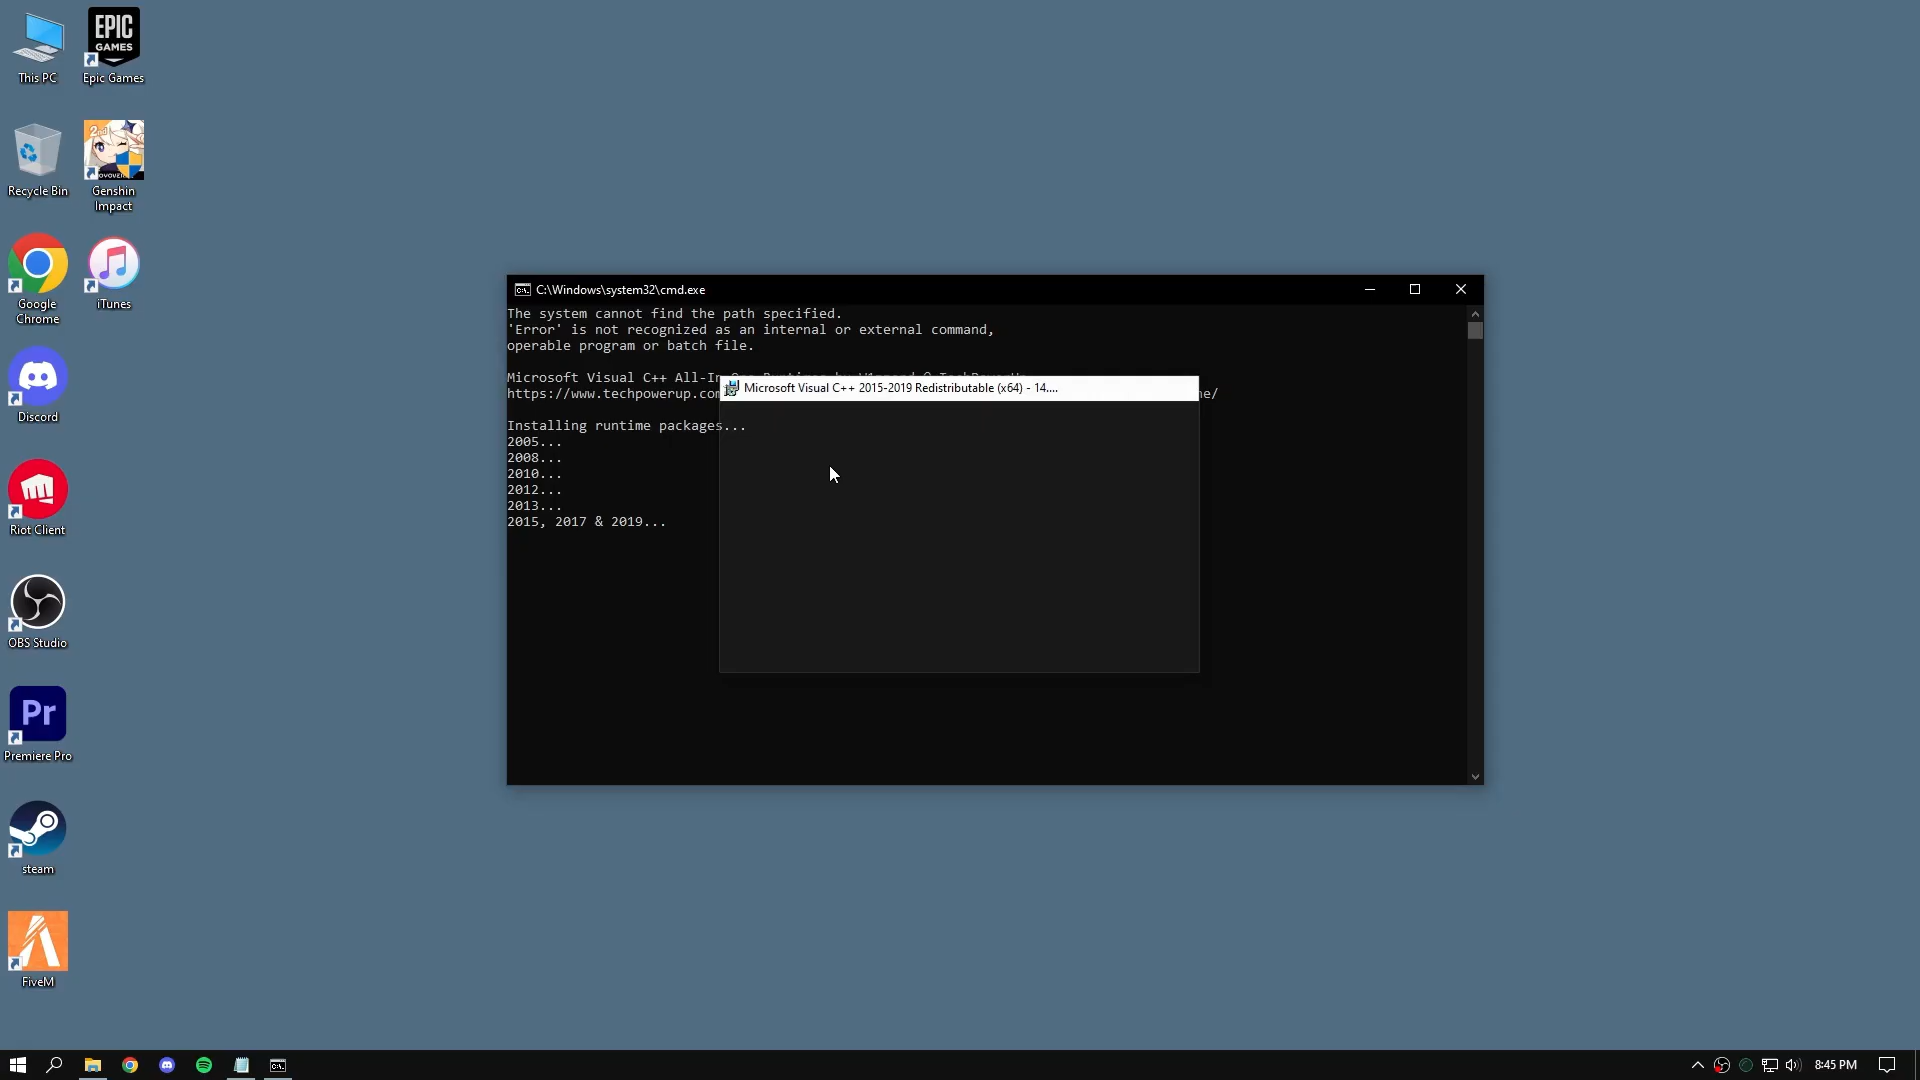 This PC
EPIC
GAMES
Epic Games
Recycle Bin
2nd
Genshin
Impact
Google
Chrome
iTunes
Discord
Riot Client
OBS Studio
Pr
Premiere Pro
steam
FiveM
C:\Windows\system32\cmd.exe
The system cannot find the path specified.
'Error' is not recognized as an internal or external command,
operable program or batch file.
Microsoft Visual C++ All-In
https://www.techpowerup.com
e/
Microsoft Visual C++ 2015-2019 Redistributable (x64) - 14....
Installing runtime packages...
2005...
2008...
2010...
2012...
2013...
2015, 2017 & 2019...
8:45 PM